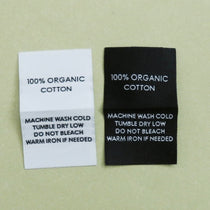 100% ORGANIC
COTTON
MACHINE WASH COLD
TUMBLE DRY LOW
DO NOT BLEACH
WARM IRON IF NEEDED
100% ORGANIC
COTTON
MACHINE WASH COLD
TUMBLE DRY LOW
DO NOT BLEACH
WARM IRON IF NEEDED